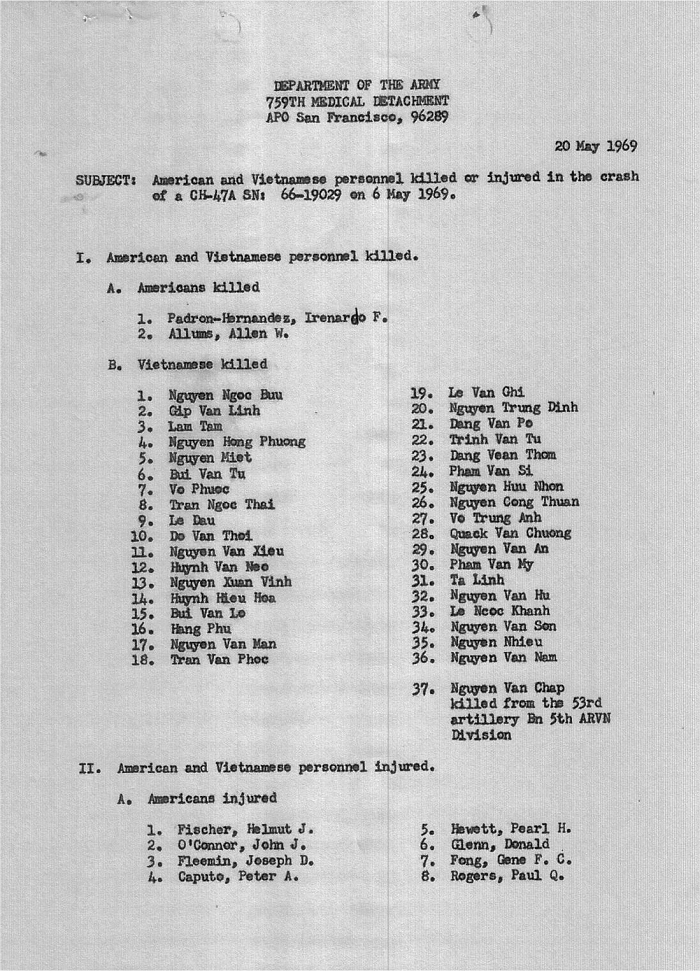 DEPARTMENT OF THE ARMY
759TH MEDICAL DETACHMENT
APO San Francisco, 96289
20 May 1969
SUBJECT: American and Vietnamese personnel killed or injured in the crash
of a CH-47A SN: 66-19029 on 6 May 1969.
I. American and Vietnamese personnel killed.
A. Americans killed
1. Padron-Hernandez, Irenardo F.
2. Allums, Allen W.
B. Vietnamese killed
1. Nguyen Ngoc Buu
2. Gip Van Linh
3. Lam Tam
4. Nguyen Hong Phuong
5. Nguyen Miet
6. Bui Van Tu
7. Vo Phuoc
8. Tran Ngoc Thai
9. Le Dau
10. Do Van Thoi
11. Nguyen Van Xieu
12. Huynh Van Neo
13. Nguyen Xuan Vinh
14. Huynh Hieu Hoa
15. Bui Van Lo
16. Hang Phu
17. Nguyen Van Man
18. Tran Van Phoc
19. Le Van Ghi
20. Nguyen Trung Dinh
21. Dang Van Po
22. Trinh Van Tu
23. Dang Vean Thom
24. Pham Van Si
25. Nguyen Huu Nhon
26. Nguyen Cong Thuan
27. Vo Trung Anh
28. Quack Van Chuong
29. Nguyen Van An
30. Pham Van My
31. Ta Linh
32. Nguyen Van Hu
33. Le Ncoc Khanh
34. Nguyen Van Son
35. Nguyen Nhieu
36. Nguyen Van Nam
37. Nguyen Van Chap
killed from the 53rd
artillery Bn 5th ARVN
Division
II. American and Vietnamese personnel injured.
A. Americans injured
1. Fischer, Helmut J.
2. O'Connor, John J.
3. Fleemin, Joseph D.
4. Caputo, Peter A.
5. Hewett, Pearl H.
6. Glenn, Donald
7. Fong, Gene F. C.
8. Rogers, Paul Q.